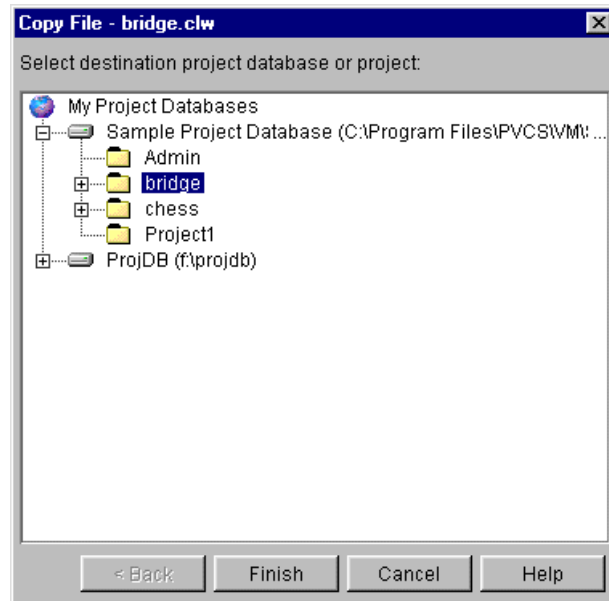 Copy File - bridge.clw
Select destination project database or project:
My Project Databases
Sample Project Database (C:\Program Files\PVCS\VM\: ...
Admin
bridge
chess
Project1
ProjDB (f:\projdb)
< Back Finish Cancel Help